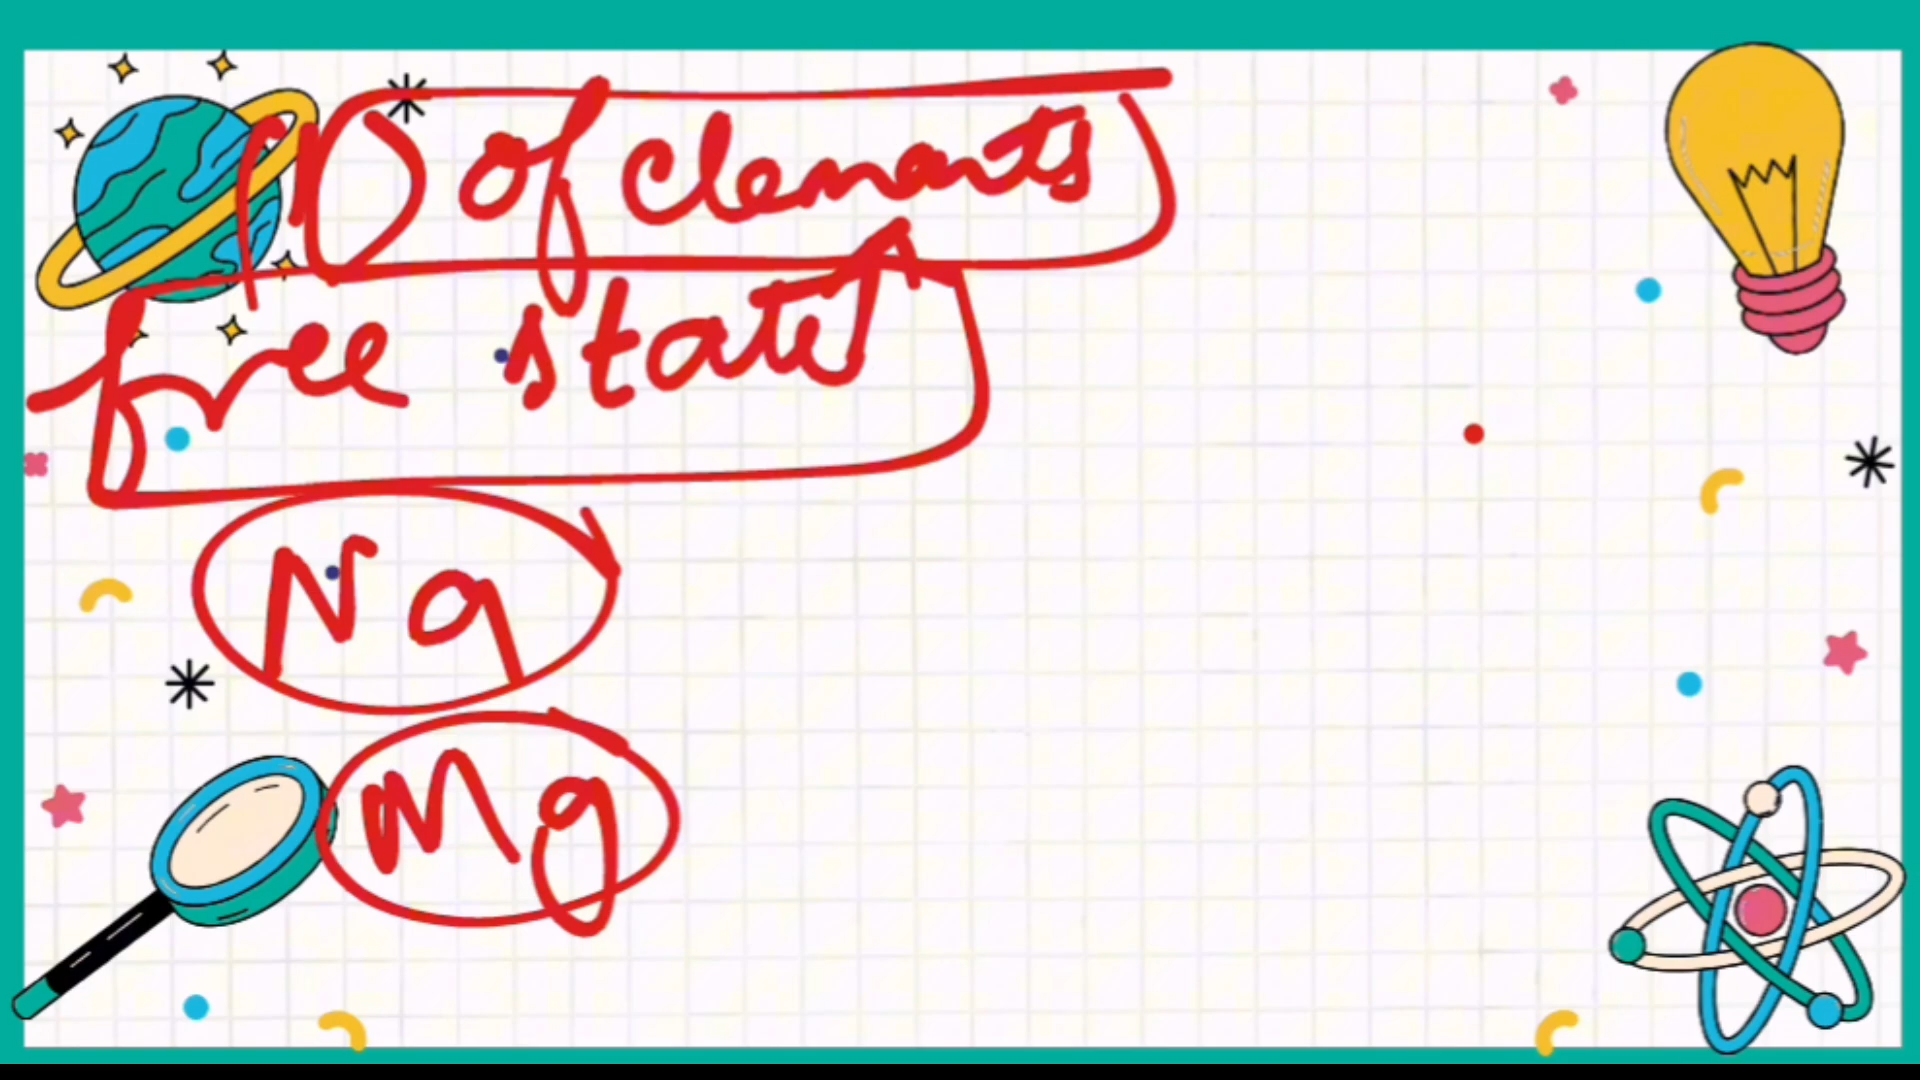 of elements
free state
Na
Mg